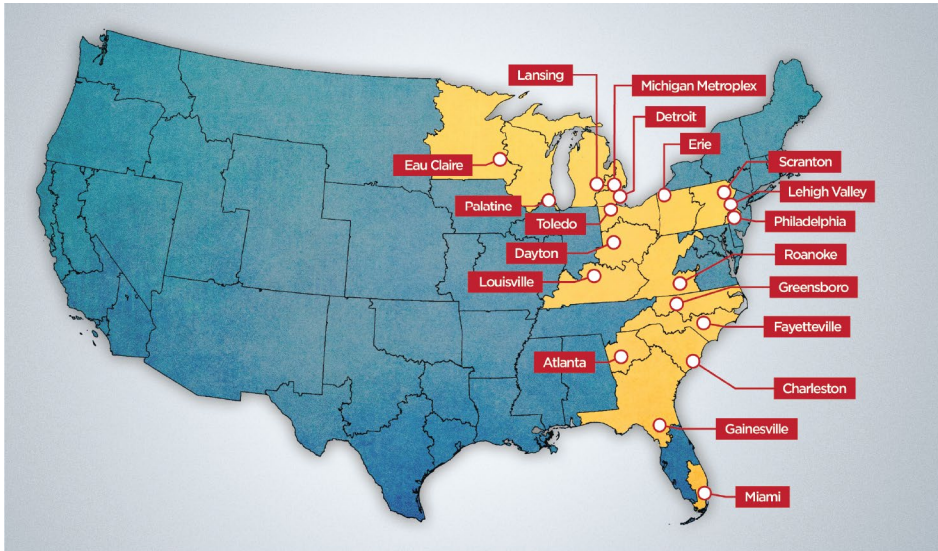 Lansing
Michigan Metroplex
Detroit
Erie
Eau Claire
Scranton
Palatine
Lehigh Valley
Toledo
Philadelphia
Dayton
Roanoke
Louisville
Greensboro
Fayetteville
Atlanta
Charleston
Gainesville
Miami